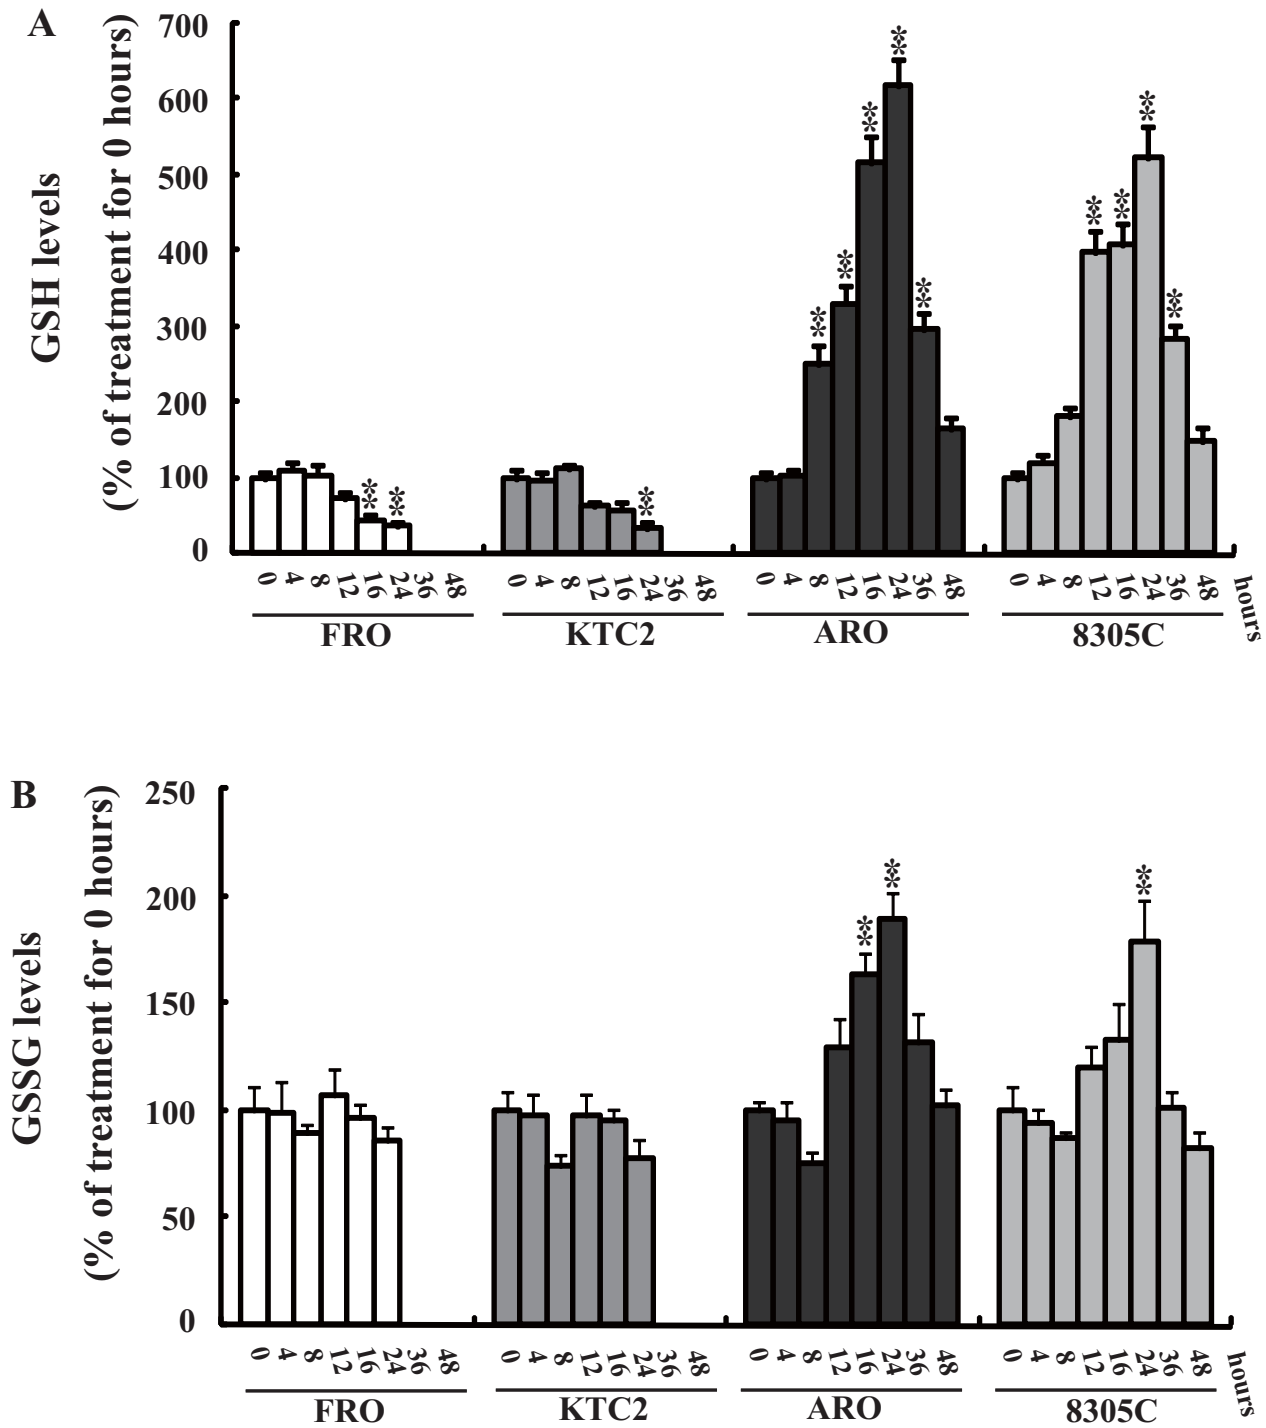 A
GSH levels
(% of treatment for 0 hours)
700
600
500
400
300
200
100
0
** ** ** ** ** ** ** ** ** ** ** ** **
0 4 8 12 16 24 36 48 0 4 8 12 16 24 36 48 0 4 8 12 16 24 36 48 0 4 8 12 16 24 36 48 hours
FRO KTC2 ARO 8305C
B
GSSG levels
(% of treatment for 0 hours)
250
200
150
100
50
0
** ** **
0 4 8 12 16 24 36 48 0 4 8 12 16 24 36 48 0 4 8 12 16 24 36 48 0 4 8 12 16 24 36 48 hours
FRO KTC2 ARO 8305C